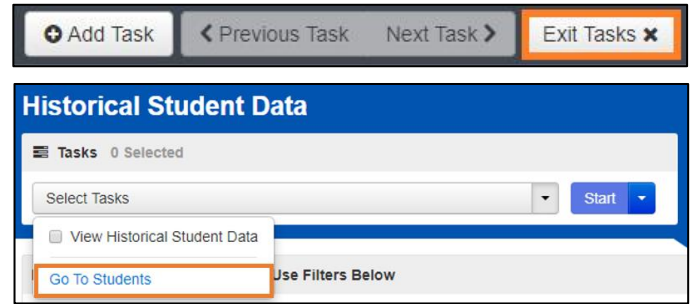 Add Task Previous Task Next Task Exit Tasks
Historical Student Data
Tasks 0 Selected
Select Tasks Start
View Historical Student Data
Go To Students Use Filters Below